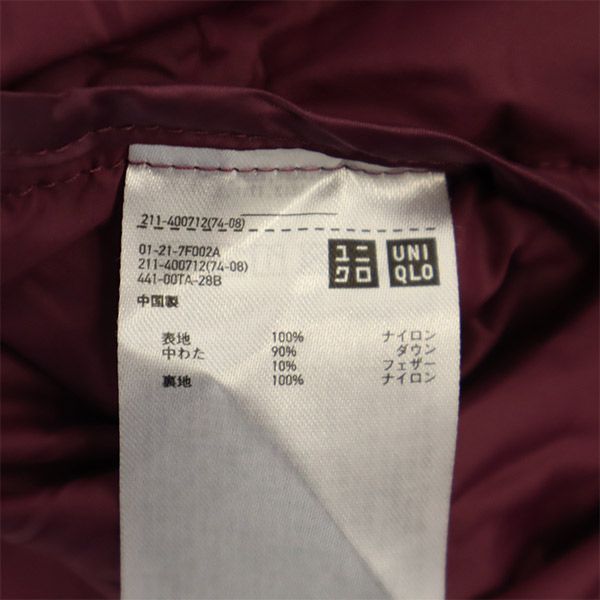 211-400712(74-08)
01-21-7F002A
211-400712(74-08)
441-00TA-28B
中国製
ユニ
クロ
UNI
QLO
表地 100% ナイロン
中わた 90% ダウン
10% フェザー
裏地 100% ナイロン